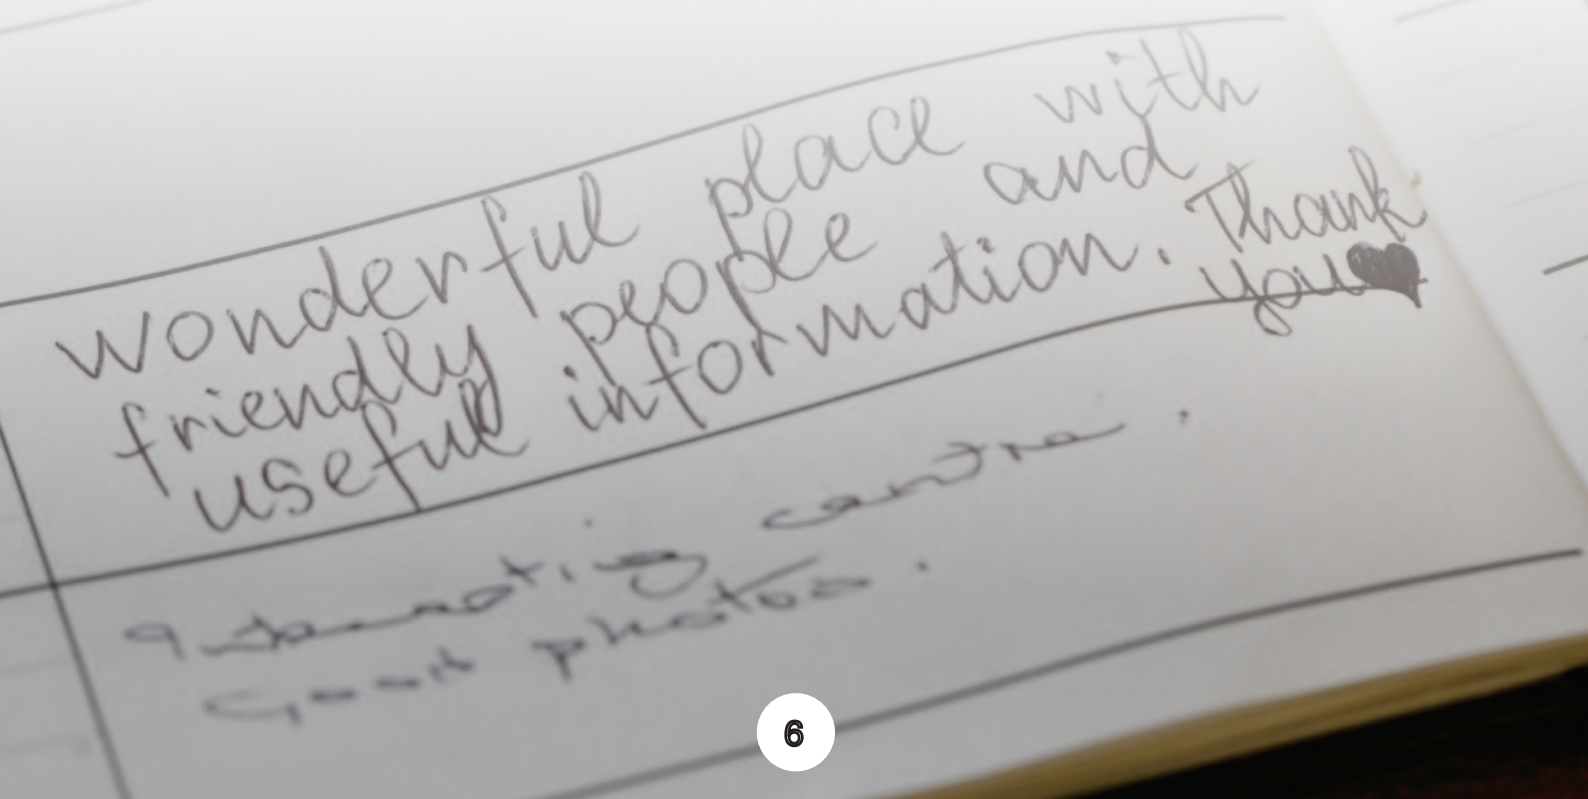 wonderful place with
friendly people and
useful information. Thank
you♥
Interesting centre.
Good photos.
6